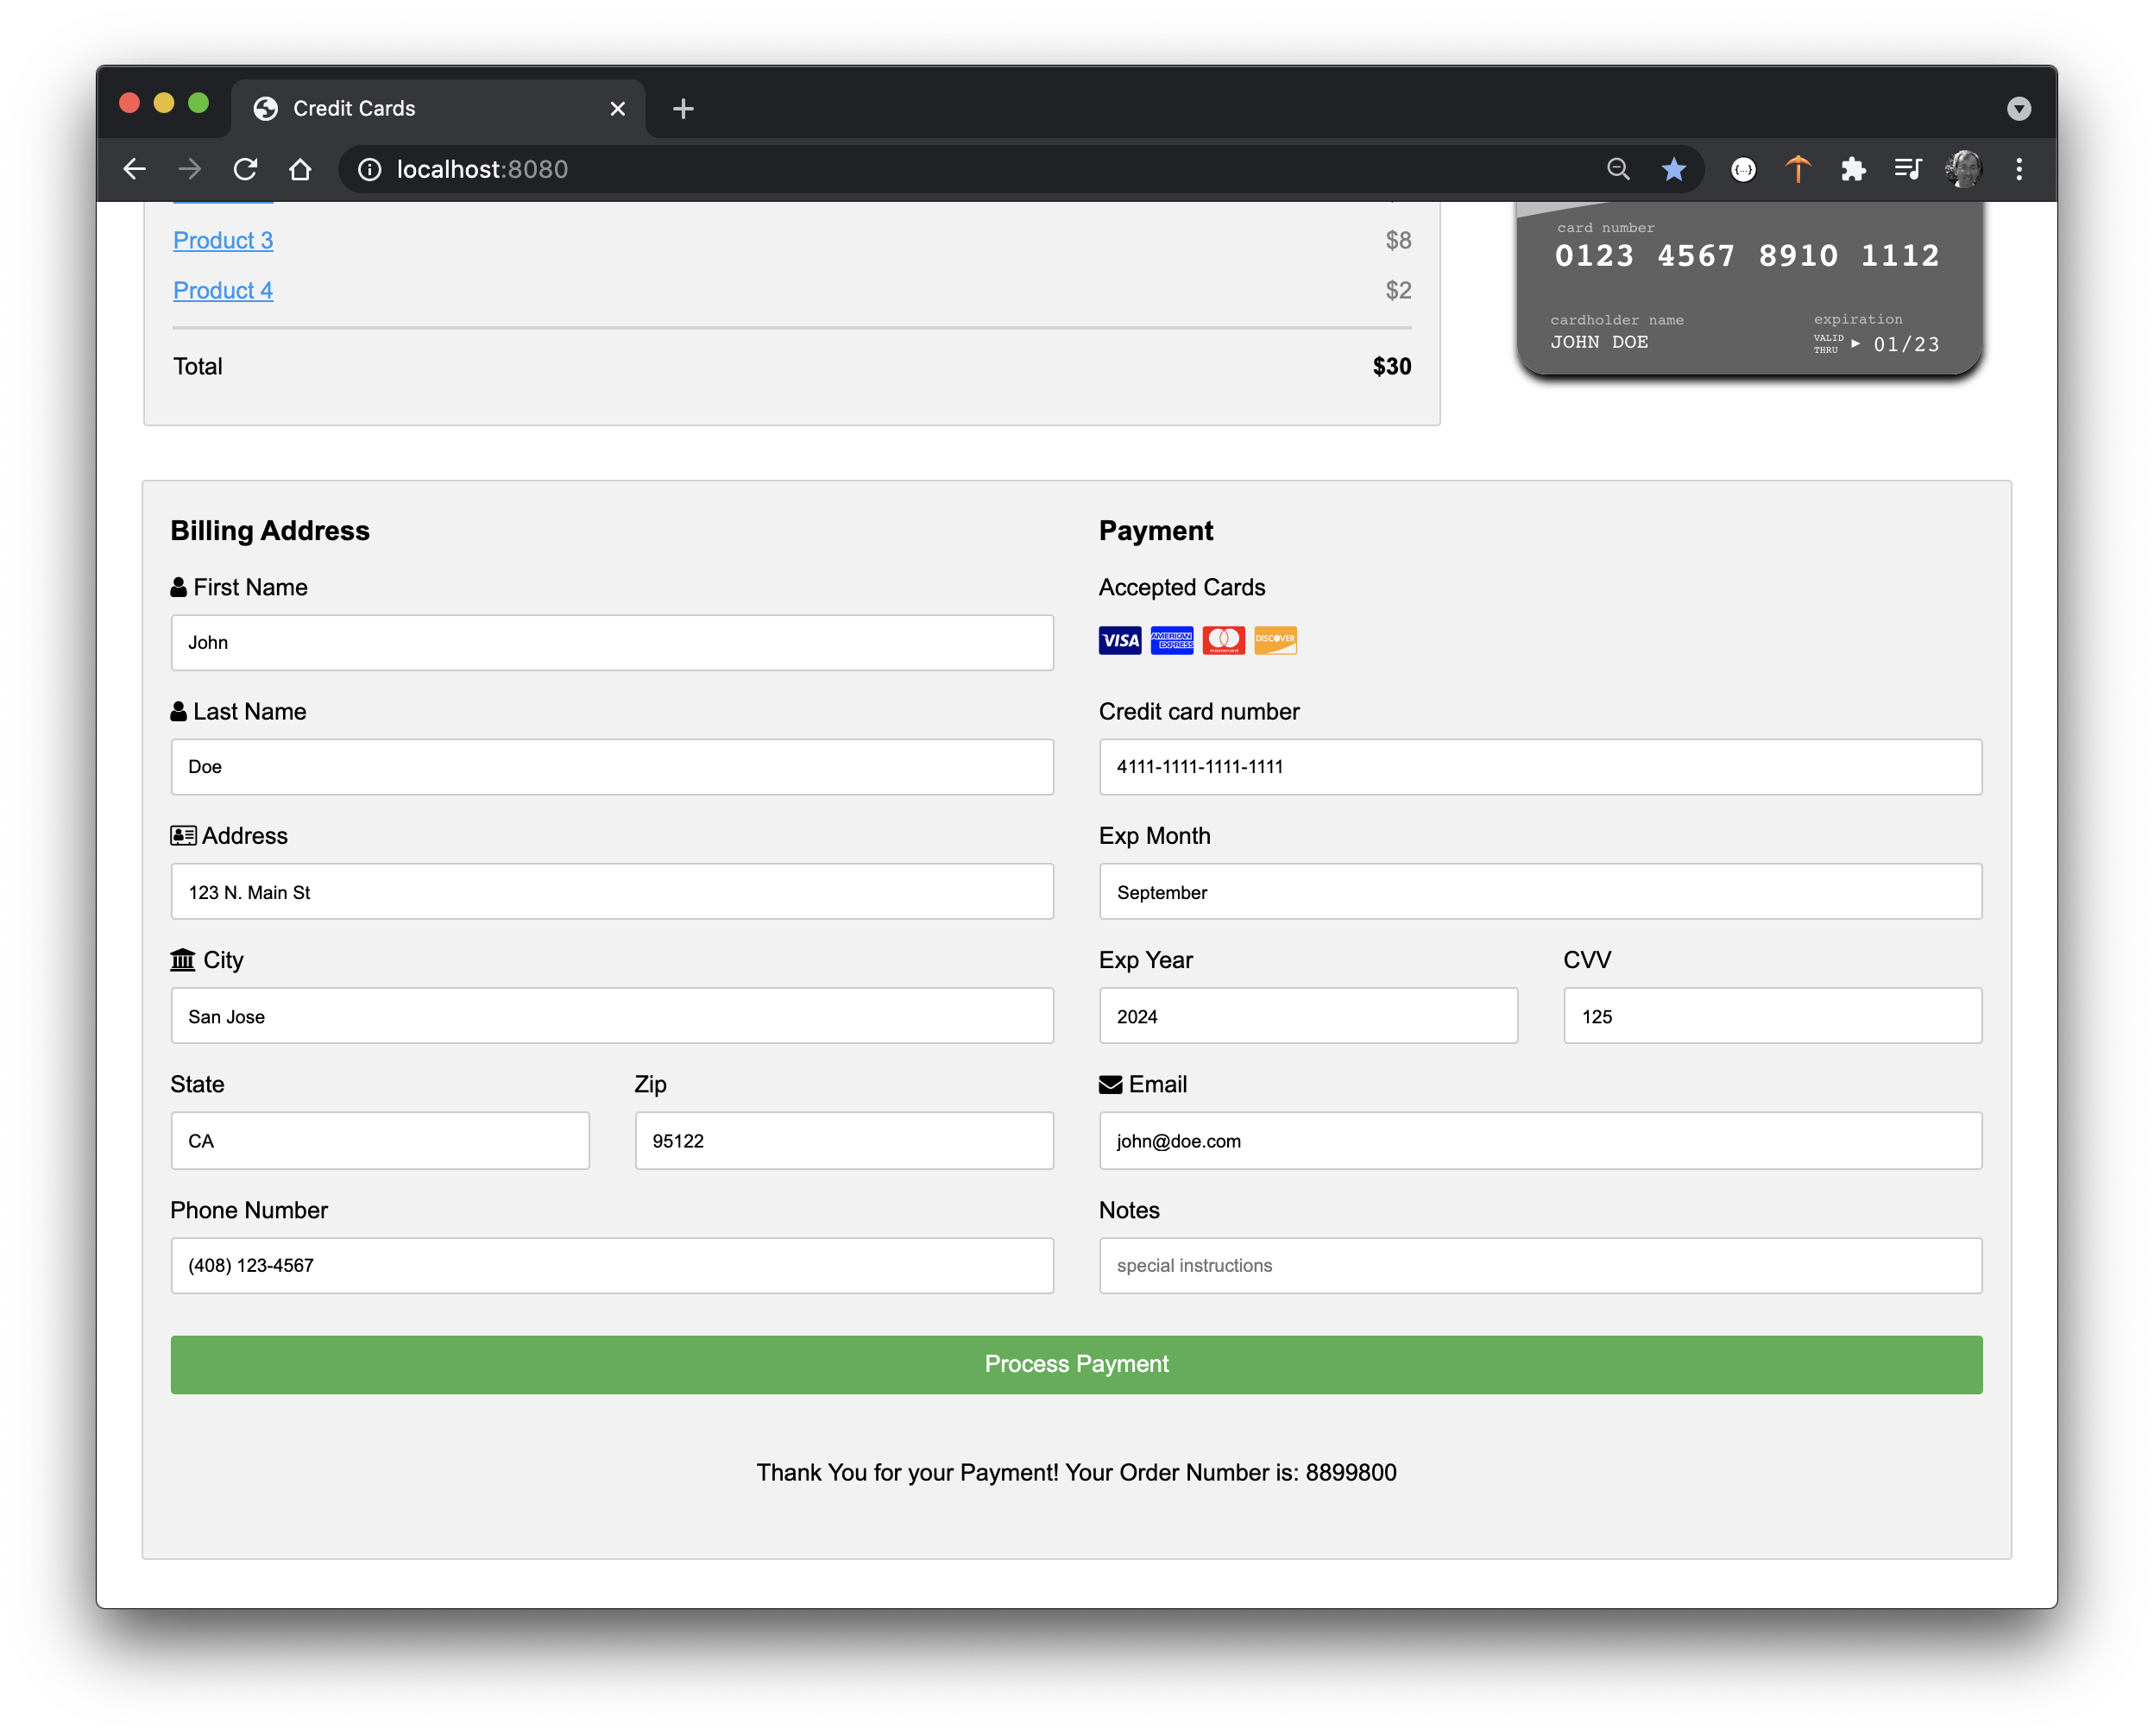 Credit Cards
localhost:8080
Product 3 $8
Product 4 $2
Total $30
card number
0123 4567 8910 1112
cardholder name
JOHN DOE
expiration
VALID
THRU
01/23
Billing Address
First Name
John
Last Name
Doe
Address
123 N. Main St
City
San Jose
State Zip
CA 95122
Phone Number
(408) 123-4567
Payment
Accepted Cards
VISA AMERICAN EXPRESS mastercard DISCOVER
Credit card number
4111-1111-1111-1111
Exp Month
September
Exp Year CVV
2024 125
Email
john@doe.com
Notes
special instructions
Process Payment
Thank You for your Payment! Your Order Number is: 8899800